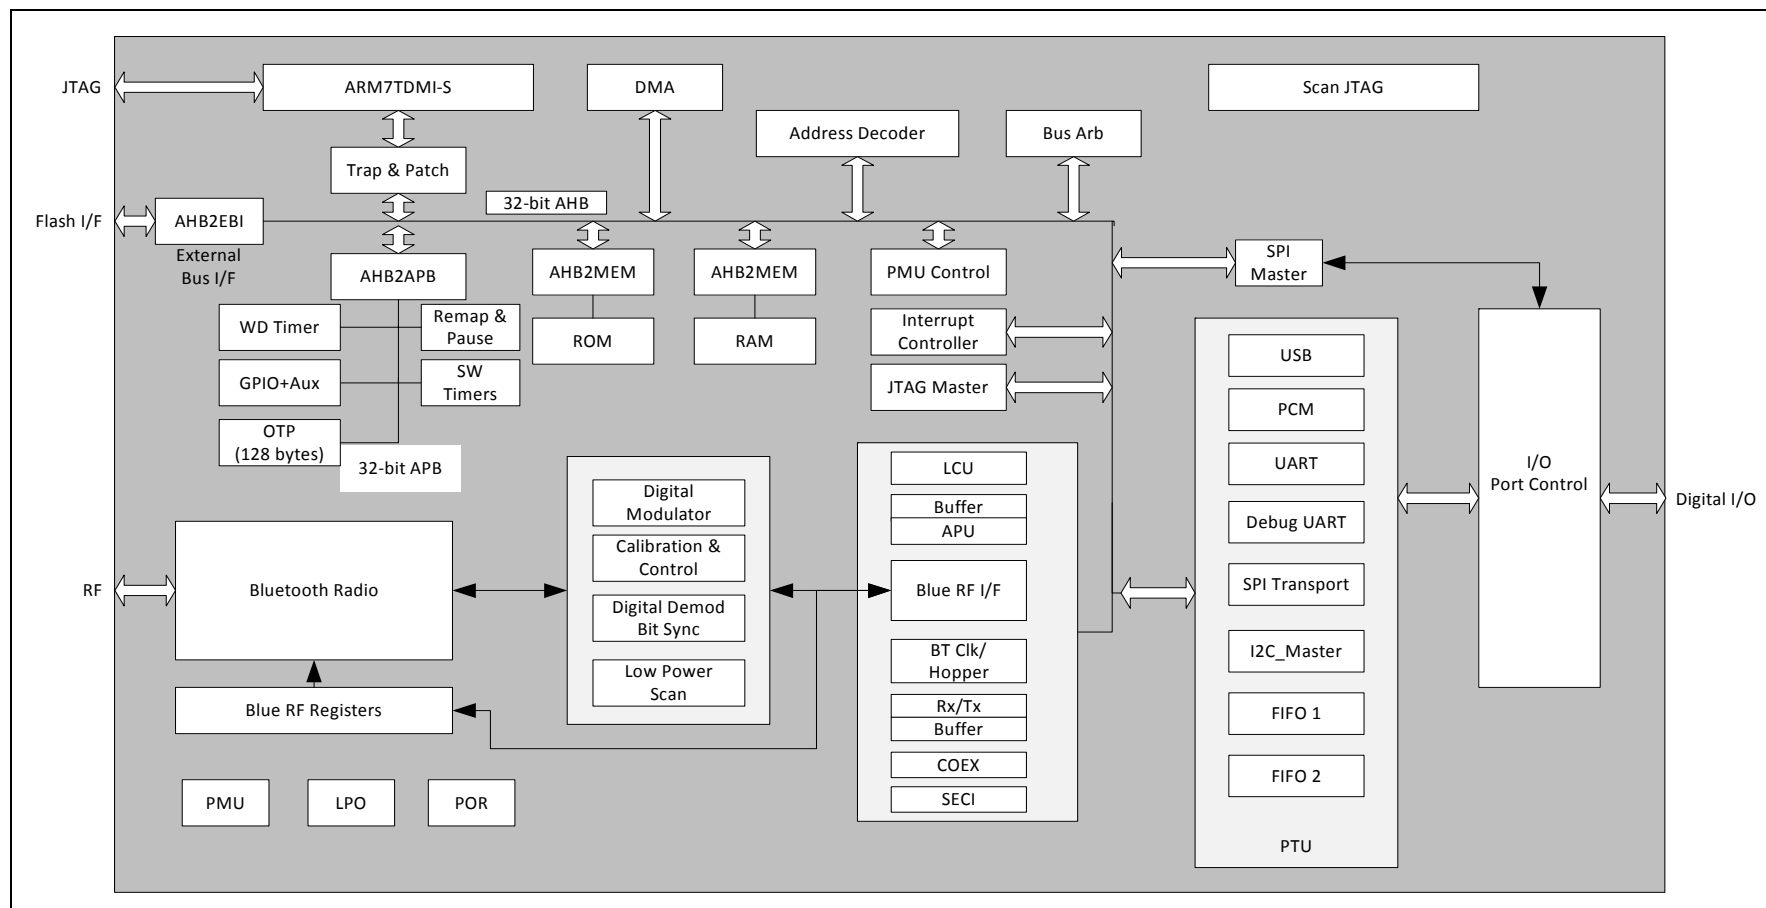 JTAG
ARM7TDMI-S
DMA
Scan JTAG
Address Decoder
Bus Arb
Trap & Patch
32-bit AHB
Flash I/F
AHB2EBI
External
Bus I/F
AHB2APB
AHB2MEM
AHB2MEM
PMU Control
SPI
Master
WD Timer
Remap &
Pause
ROM
RAM
Interrupt
Controller
GPIO+Aux
SW
Timers
JTAG Master
OTP
(128 bytes)
32-bit APB
USB
PCM
UART
Debug UART
SPI Transport
I2C_Master
FIFO 1
FIFO 2
PTU
I/O
Port Control
Digital I/O
RF
Bluetooth Radio
Blue RF Registers
Digital
Modulator
Calibration &
Control
Digital Demod
Bit Sync
Low Power
Scan
LCU
Buffer
APU
Blue RF I/F
BT Clk/
Hopper
Rx/Tx
Buffer
COEX
SECI
PMU
LPO
POR